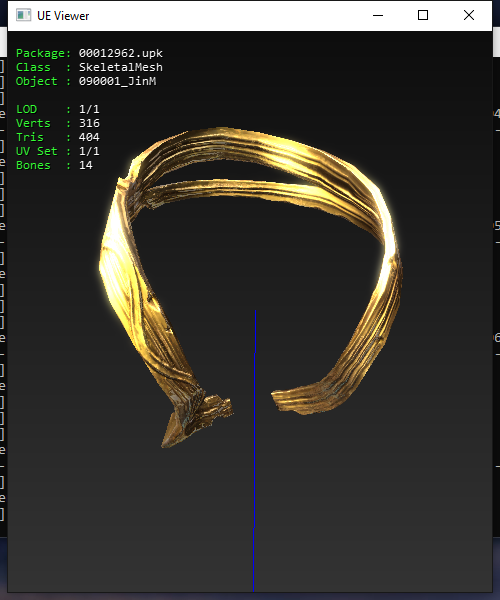 UE Viewer
Package: 00012962.upk
Class  : SkeletalMesh
Object : 090001_JinM
LOD    : 1/1
Verts  : 316
Tris   : 404
UV Set : 1/1
Bones  : 14